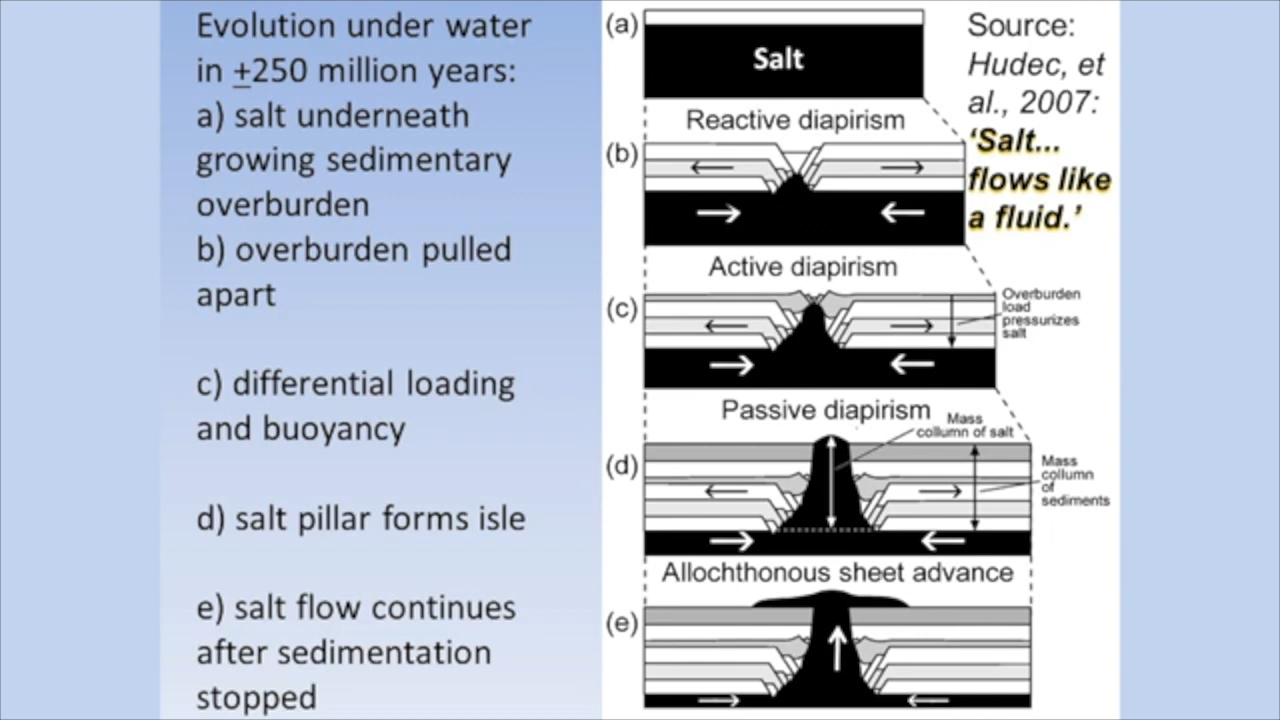 Evolution under water
in ±250 million years:
a) salt underneath
growing sedimentary
overburden
b) overburden pulled
apart
c) differential loading
and buoyancy
d) salt pillar forms isle
e) salt flow continues
after sedimentation
stopped
(a)
Salt
Reactive diapirism
(b)
Active diapirism
(c)
Overburden
load
pressurizes
salt
Passive diapirism
Mass
collumn of salt
(d)
Mass
collumn
of
sediments
Allochthonous sheet advance
(e)
Source:
Hudec, et
al., 2007:
‘Salt...
flows like
a fluid.’